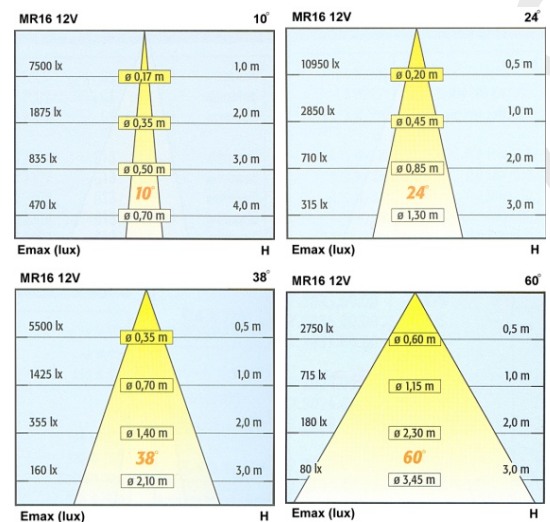 MR16 12V 10°
7500 lx ø 0,17 m 1,0 m
1875 lx ø 0,35 m 2,0 m
835 lx ø 0,50 m 3,0 m
10°
470 lx ø 0,70 m 4,0 m
Emax (lux) H
MR16 12V 24°
10950 lx ø 0,20 m 0,5 m
2850 lx ø 0,45 m 1,0 m
710 lx ø 0,85 m 2,0 m
24°
315 lx ø 1,30 m 3,0 m
Emax (lux) H
MR16 12V 38°
5500 lx ø 0,35 m 0,5 m
1425 lx ø 0,70 m 1,0 m
355 lx ø 1,40 m 2,0 m
38°
160 lx ø 2,10 m 3,0 m
Emax (lux) H
MR16 12V 60°
2750 lx ø 0,60 m 0,5 m
715 lx ø 1,15 m 1,0 m
180 lx ø 2,30 m 2,0 m
60°
80 lx ø 3,45 m 3,0 m
Emax (lux) H